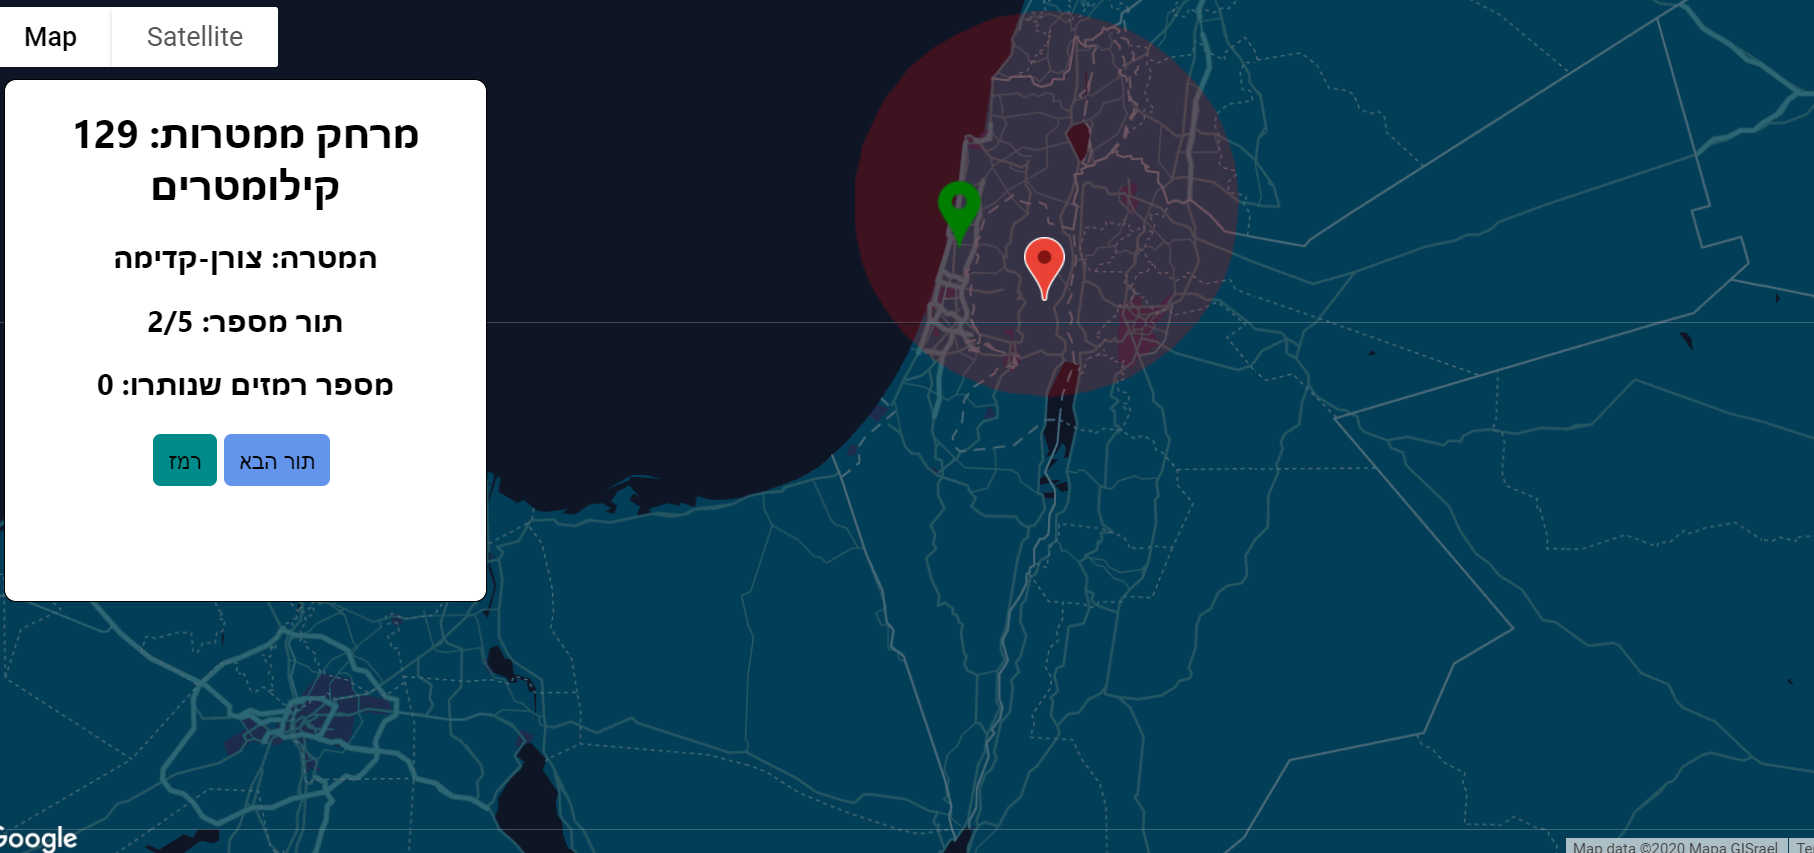 Map Satellite
מרחק ממטרות: 129
קילומטרים
המטרה: צורן-קדימה
תור מספר: 2/5
מספר רמזים שנותרו: 0
רמז תור הבא
Google
Map data ©2020 Mapa GISrael